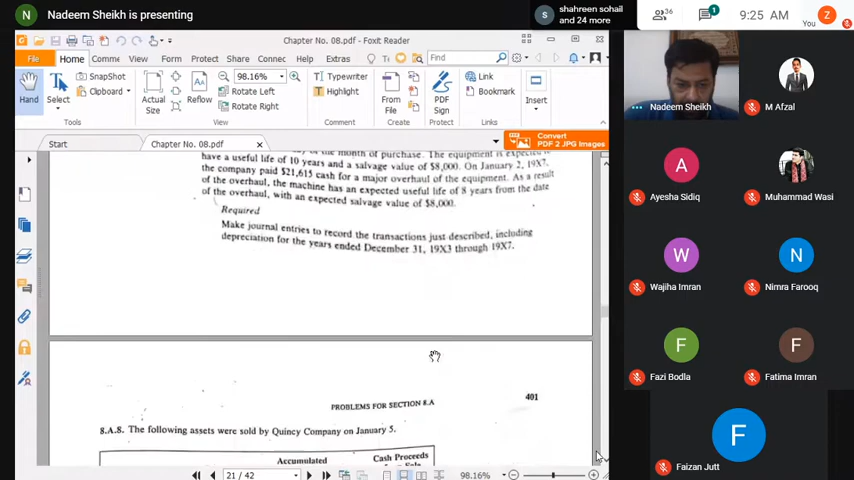 N Nadeem Sheikh is presenting
S shahreen sohail
and 24 more
36
1
9:25 AM
You
Z
Chapter No. 08.pdf - Foxit Reader
File Home Comme View Form Protect Share Connec Help Extras Ti Find
Hand
Select
SnapShot
Clipboard
Actual
Size
Reflow
98.16%
Rotate Left
Rotate Right
Typewriter
Highlight
From
File
PDF
Sign
Link
Bookmark
Insert
View
Comment
Create
Protect
Links
Start
Chapter No. 08.pdf
Convert
PDF 2 JPG Images
of the month of purchase. The equipment is expected to
have a useful life of 10 years and a salvage value of $8,000. On January 2, 19X7,
the company paid $21,615 cash for a major overhaul of the equipment. As a result
of the overhaul, the machine has an expected useful life of 8 years from the date
of the overhaul, with an expected salvage value of $8,000.
Required
Make journal entries to record the transactions just described, including
depreciation for the years ended December 31, 19X3 through 19X7.
PROBLEMS FOR SECTION 8.A
401
8.A.8. The following assets were sold by Quincy Company on January 5.
Accumulated
Cash Proceeds
21 / 42
98.16%
Nadeem Sheikh
M Afzal
A
Ayesha Sidiq
Muhammad Wasi
W
Wajiha Imran
N
Nimra Farooq
F
Fazi Bodla
F
Fatima Imran
F
Faizan Jutt